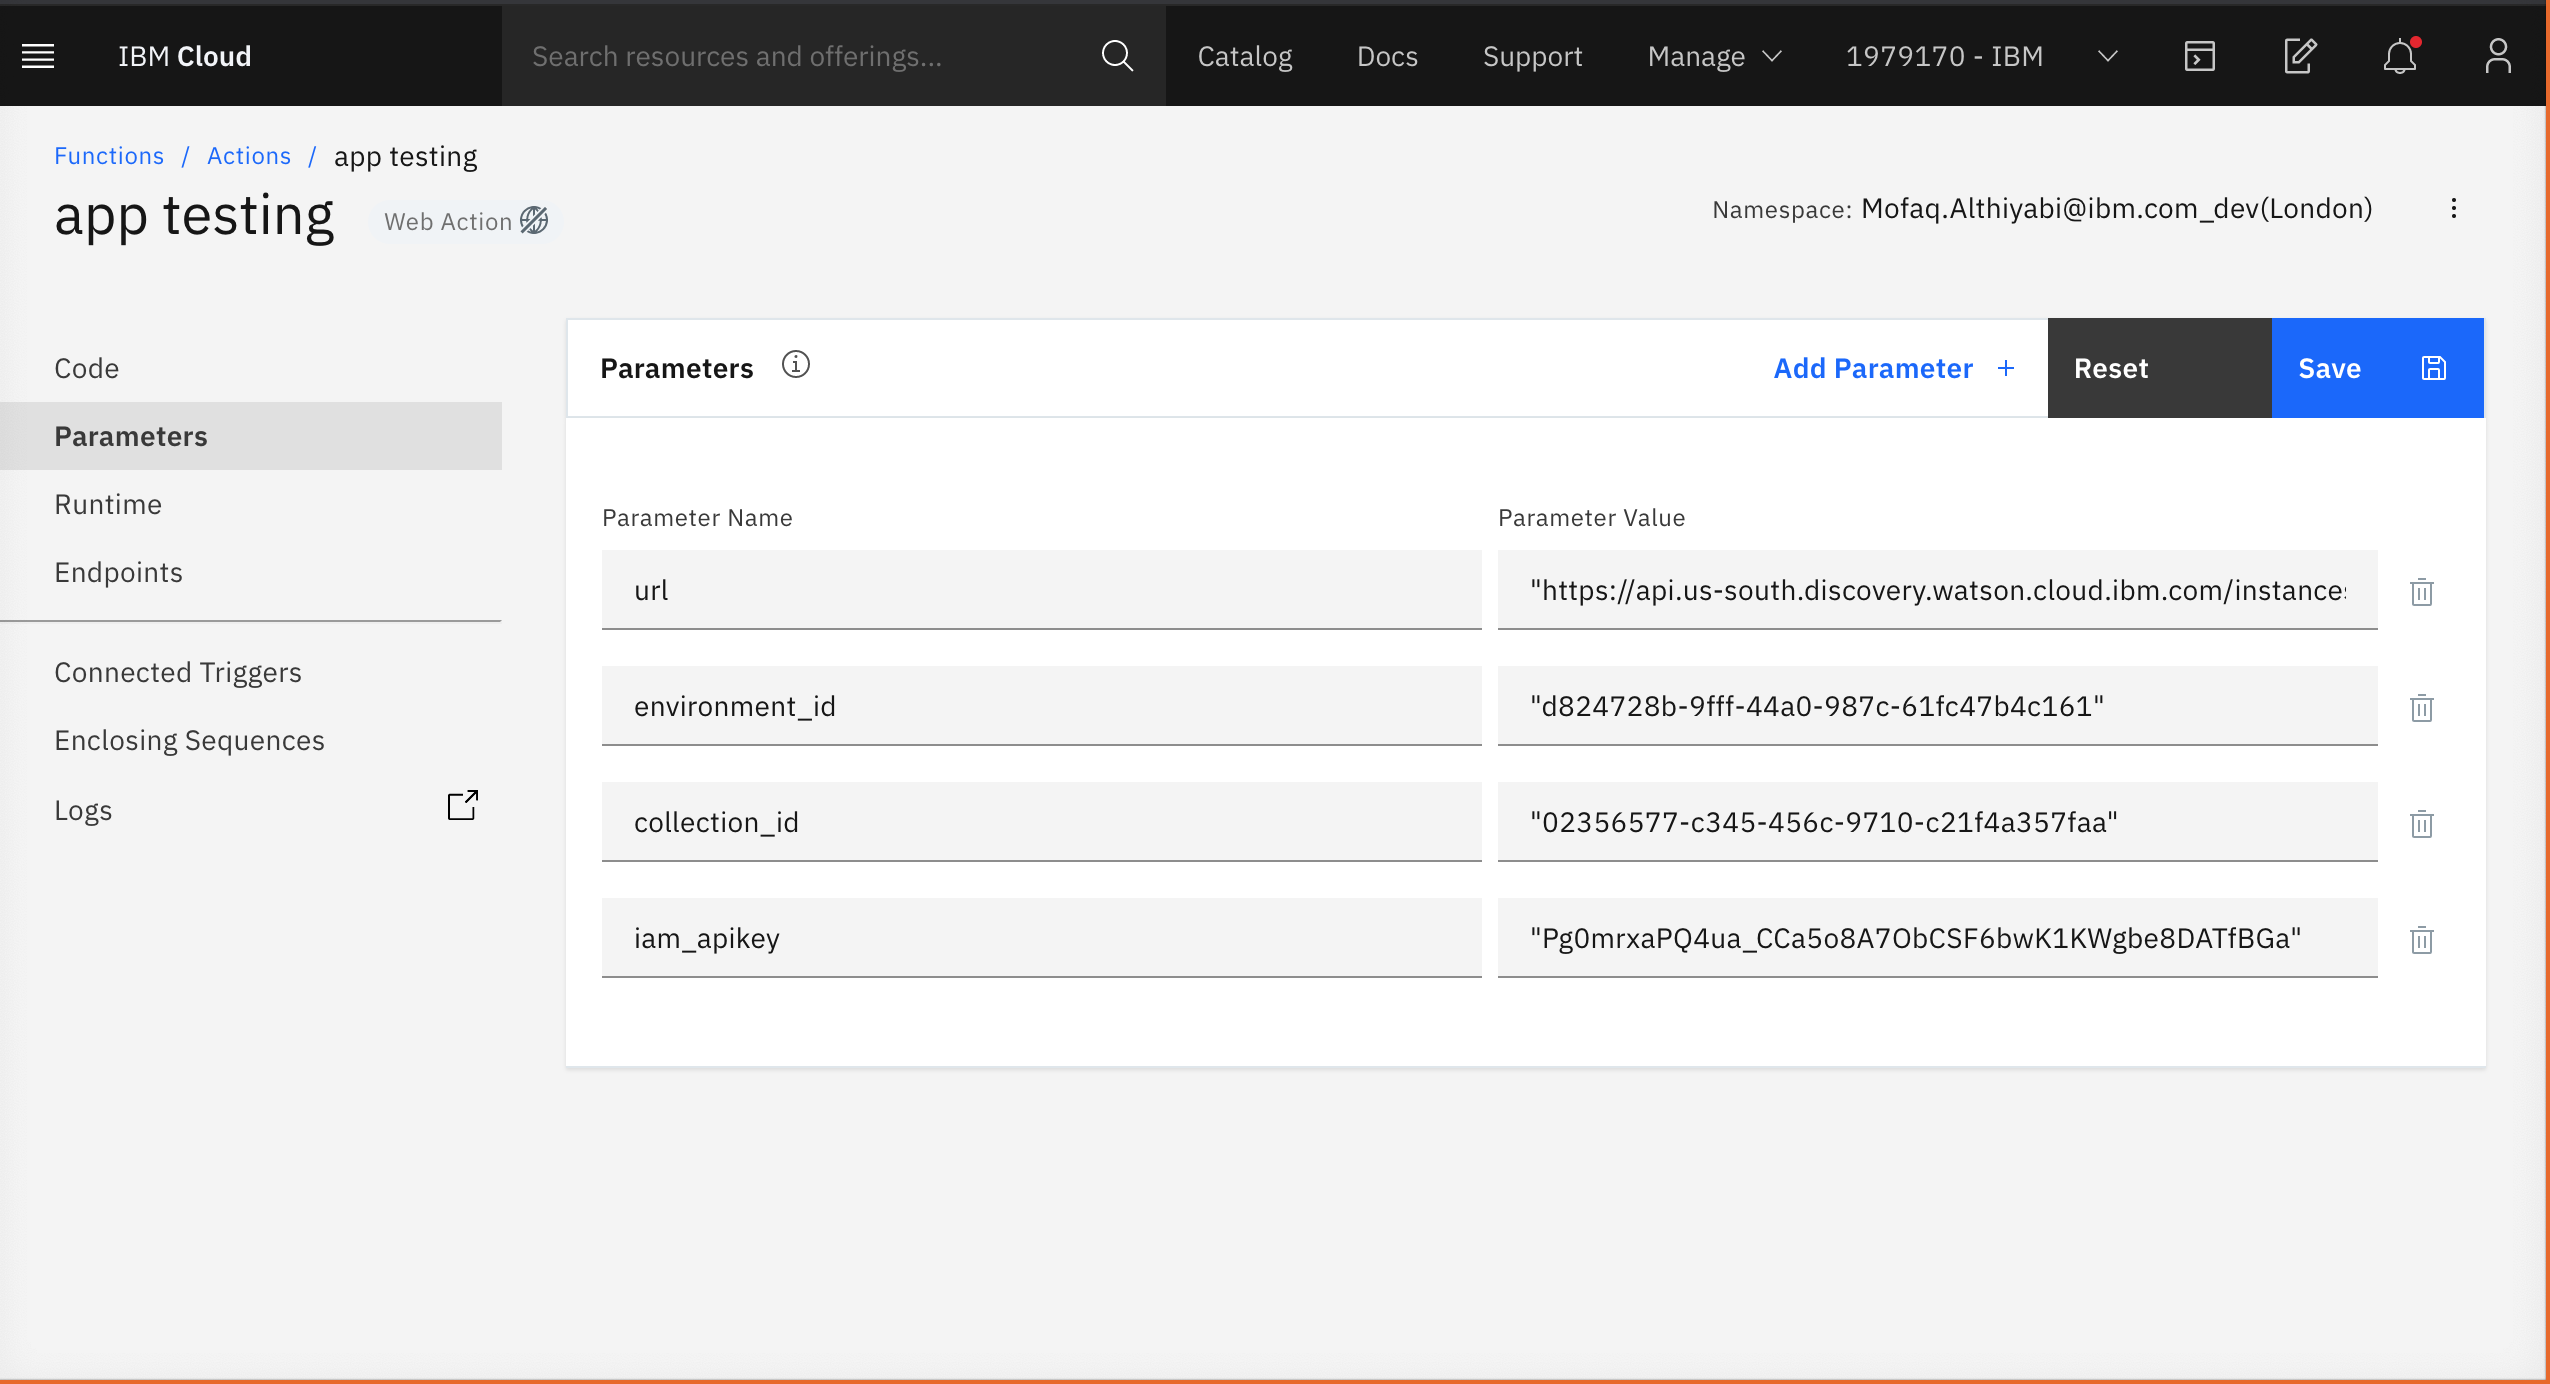 IBM Cloud
Search resources and offerings...
Catalog
Docs
Support
Manage
1979170 - IBM
Functions / Actions / app testing
app testing
Web Action
Namespace: Mofaq.Althiyabi@ibm.com_dev(London)
Code
Parameters
Runtime
Endpoints
Connected Triggers
Enclosing Sequences
Logs
Parameters
Add Parameter +
Reset
Save
Parameter Name
Parameter Value
url
"https://api.us-south.discovery.watson.cloud.ibm.com/instances
environment_id
"d824728b-9fff-44a0-987c-61fc47b4c161"
collection_id
"02356577-c345-456c-9710-c21f4a357faa"
iam_apikey
"Pg0mrxaPQ4ua_CCa5o8A7ObCSF6bwK1KWgbe8DATfBGa"